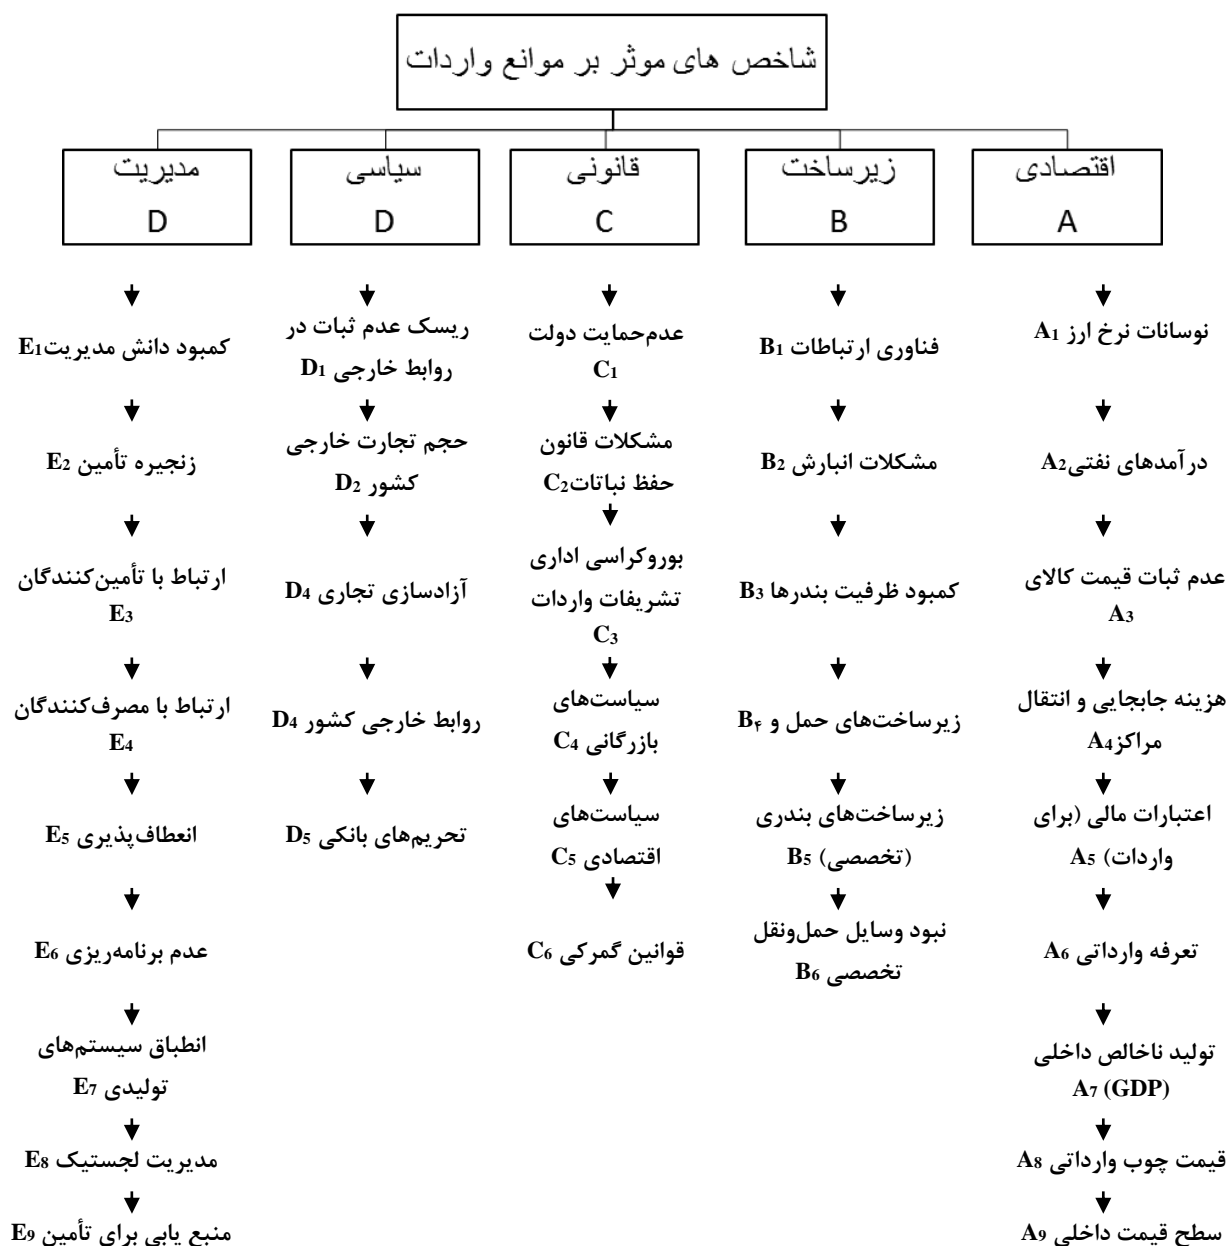 شاخص های موثر بر موانع واردات
اقتصادی
A
زیرساخت
B
قانونی
C
سیاسی
D
مدیریت
D
نوسانات نرخ ارز A1
درآمدهای نفتیA2
عدم ثبات قیمت کالای
A3
هزینه جابجایی و انتقال
مراکزA4
اعتبارات مالی (برای
واردات) A5
تعرفه وارداتی A6
تولید ناخالص داخلی
A7 (GDP)
قیمت چوب وارداتی A8
سطح قیمت داخلی A9
فناوری ارتباطات B1
مشکلات انبارش B2
کمبود ظرفیت بندرها B3
زیرساخت‌های حمل و B۴
زیرساخت‌های بندری
(تخصصی) B5
نبود وسایل حمل‌ونقل
تخصصی B6
عدم‌حمایت دولت
C1
مشکلات قانون
حفظ نباتاتC2
بوروکراسی اداری
تشریفات واردات
C3
سیاست‌های
بازرگانی C4
سیاست‌های
اقتصادی C5
قوانین گمرکی C6
ریسک عدم ثبات در
روابط خارجی D1
حجم تجارت خارجی
کشور D2
آزادسازی تجاری D4
روابط خارجی کشور D4
تحریم‌های بانکی D5
کمبود دانش مدیریتE1
زنجیره تأمین E2
ارتباط با تأمین‌کنندگان
E3
ارتباط با مصرف‌کنندگان
E4
انعطاف‌پذیری E5
عدم برنامه‌ریزی E6
انطباق سیستم‌های
تولیدی E7
مدیریت لجستیک E8
منبع یابی برای تأمین E9